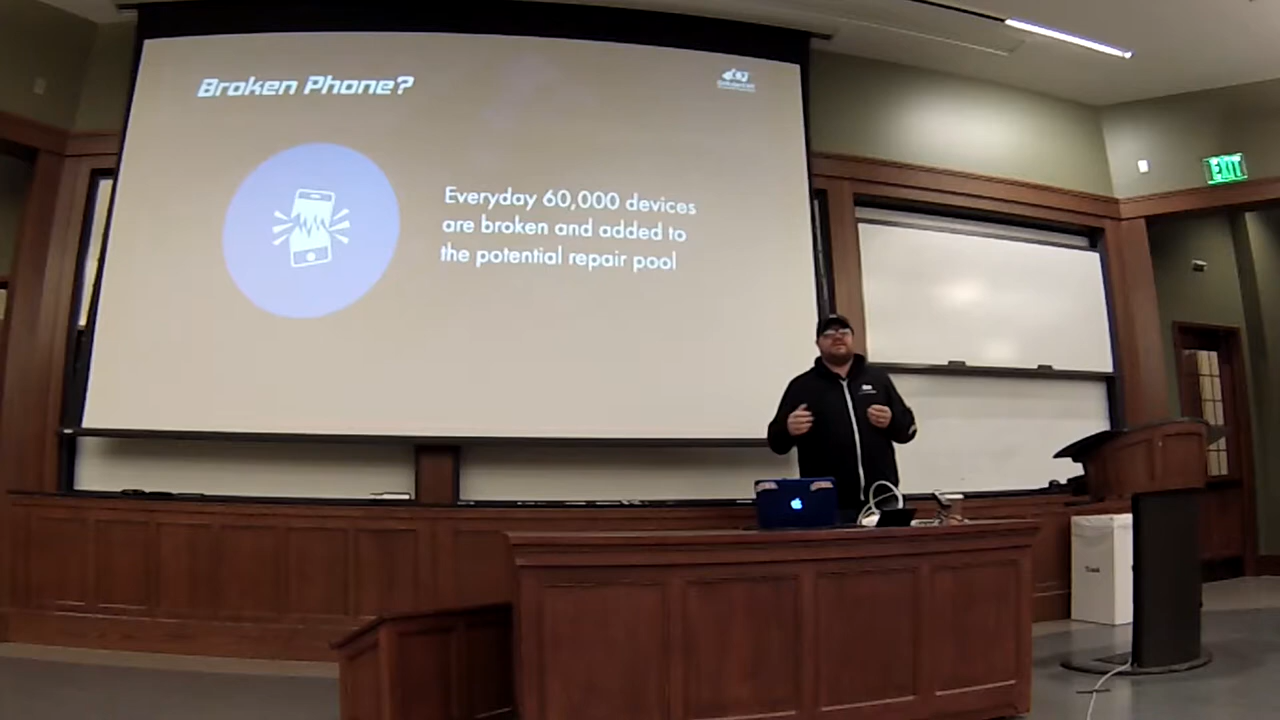 Broken Phone?
Everyday 60,000 devices
are broken and added to
the potential repair pool
EXIT